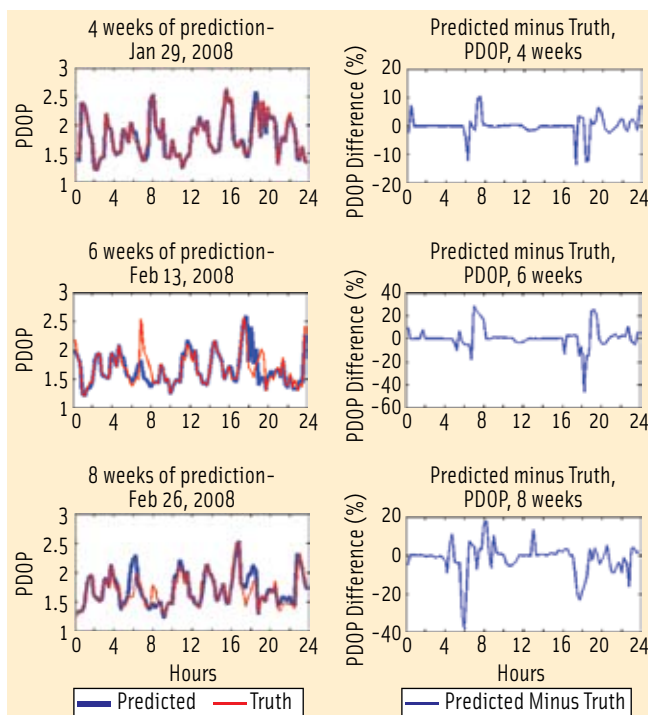 4 weeks of prediction–
Jan 29, 2008
PDOP
3
2.5
2
1.5
1
0 4 8 12 16 20 24
Predicted minus Truth,
PDOP, 4 weeks
PDOP Difference (%)
20
10
0
-10
-20
0 4 8 12 16 20 24
6 weeks of prediction–
Feb 13, 2008
PDOP
3
2.5
2
1.5
1
0 4 8 12 16 20 24
Predicted minus Truth,
PDOP, 6 weeks
PDOP Difference (%)
40
20
0
-20
-40
-60
0 4 8 12 16 20 24
8 weeks of prediction–
Feb 26, 2008
PDOP
3
2.5
2
1.5
1
0 4 8 12 16 20 24
Hours
Predicted Truth
Predicted minus Truth,
PDOP, 8 weeks
PDOP Difference (%)
20
0
-20
-40
0 4 8 12 16 20 24
Hours
Predicted Minus Truth